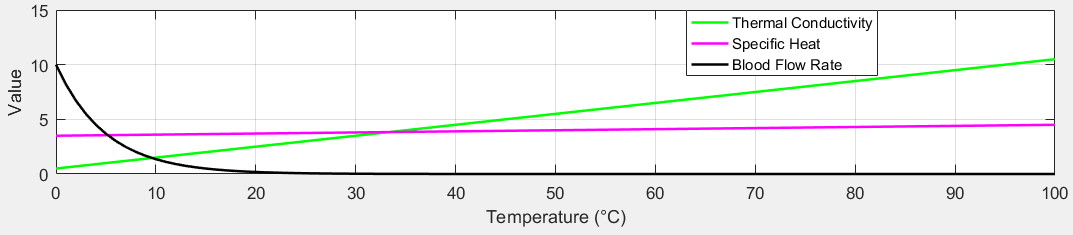 15
10
5
0
Value
Thermal Conductivity
Specific Heat
Blood Flow Rate
0 10 20 30 40 50 60 70 80 90 100
Temperature (°C)